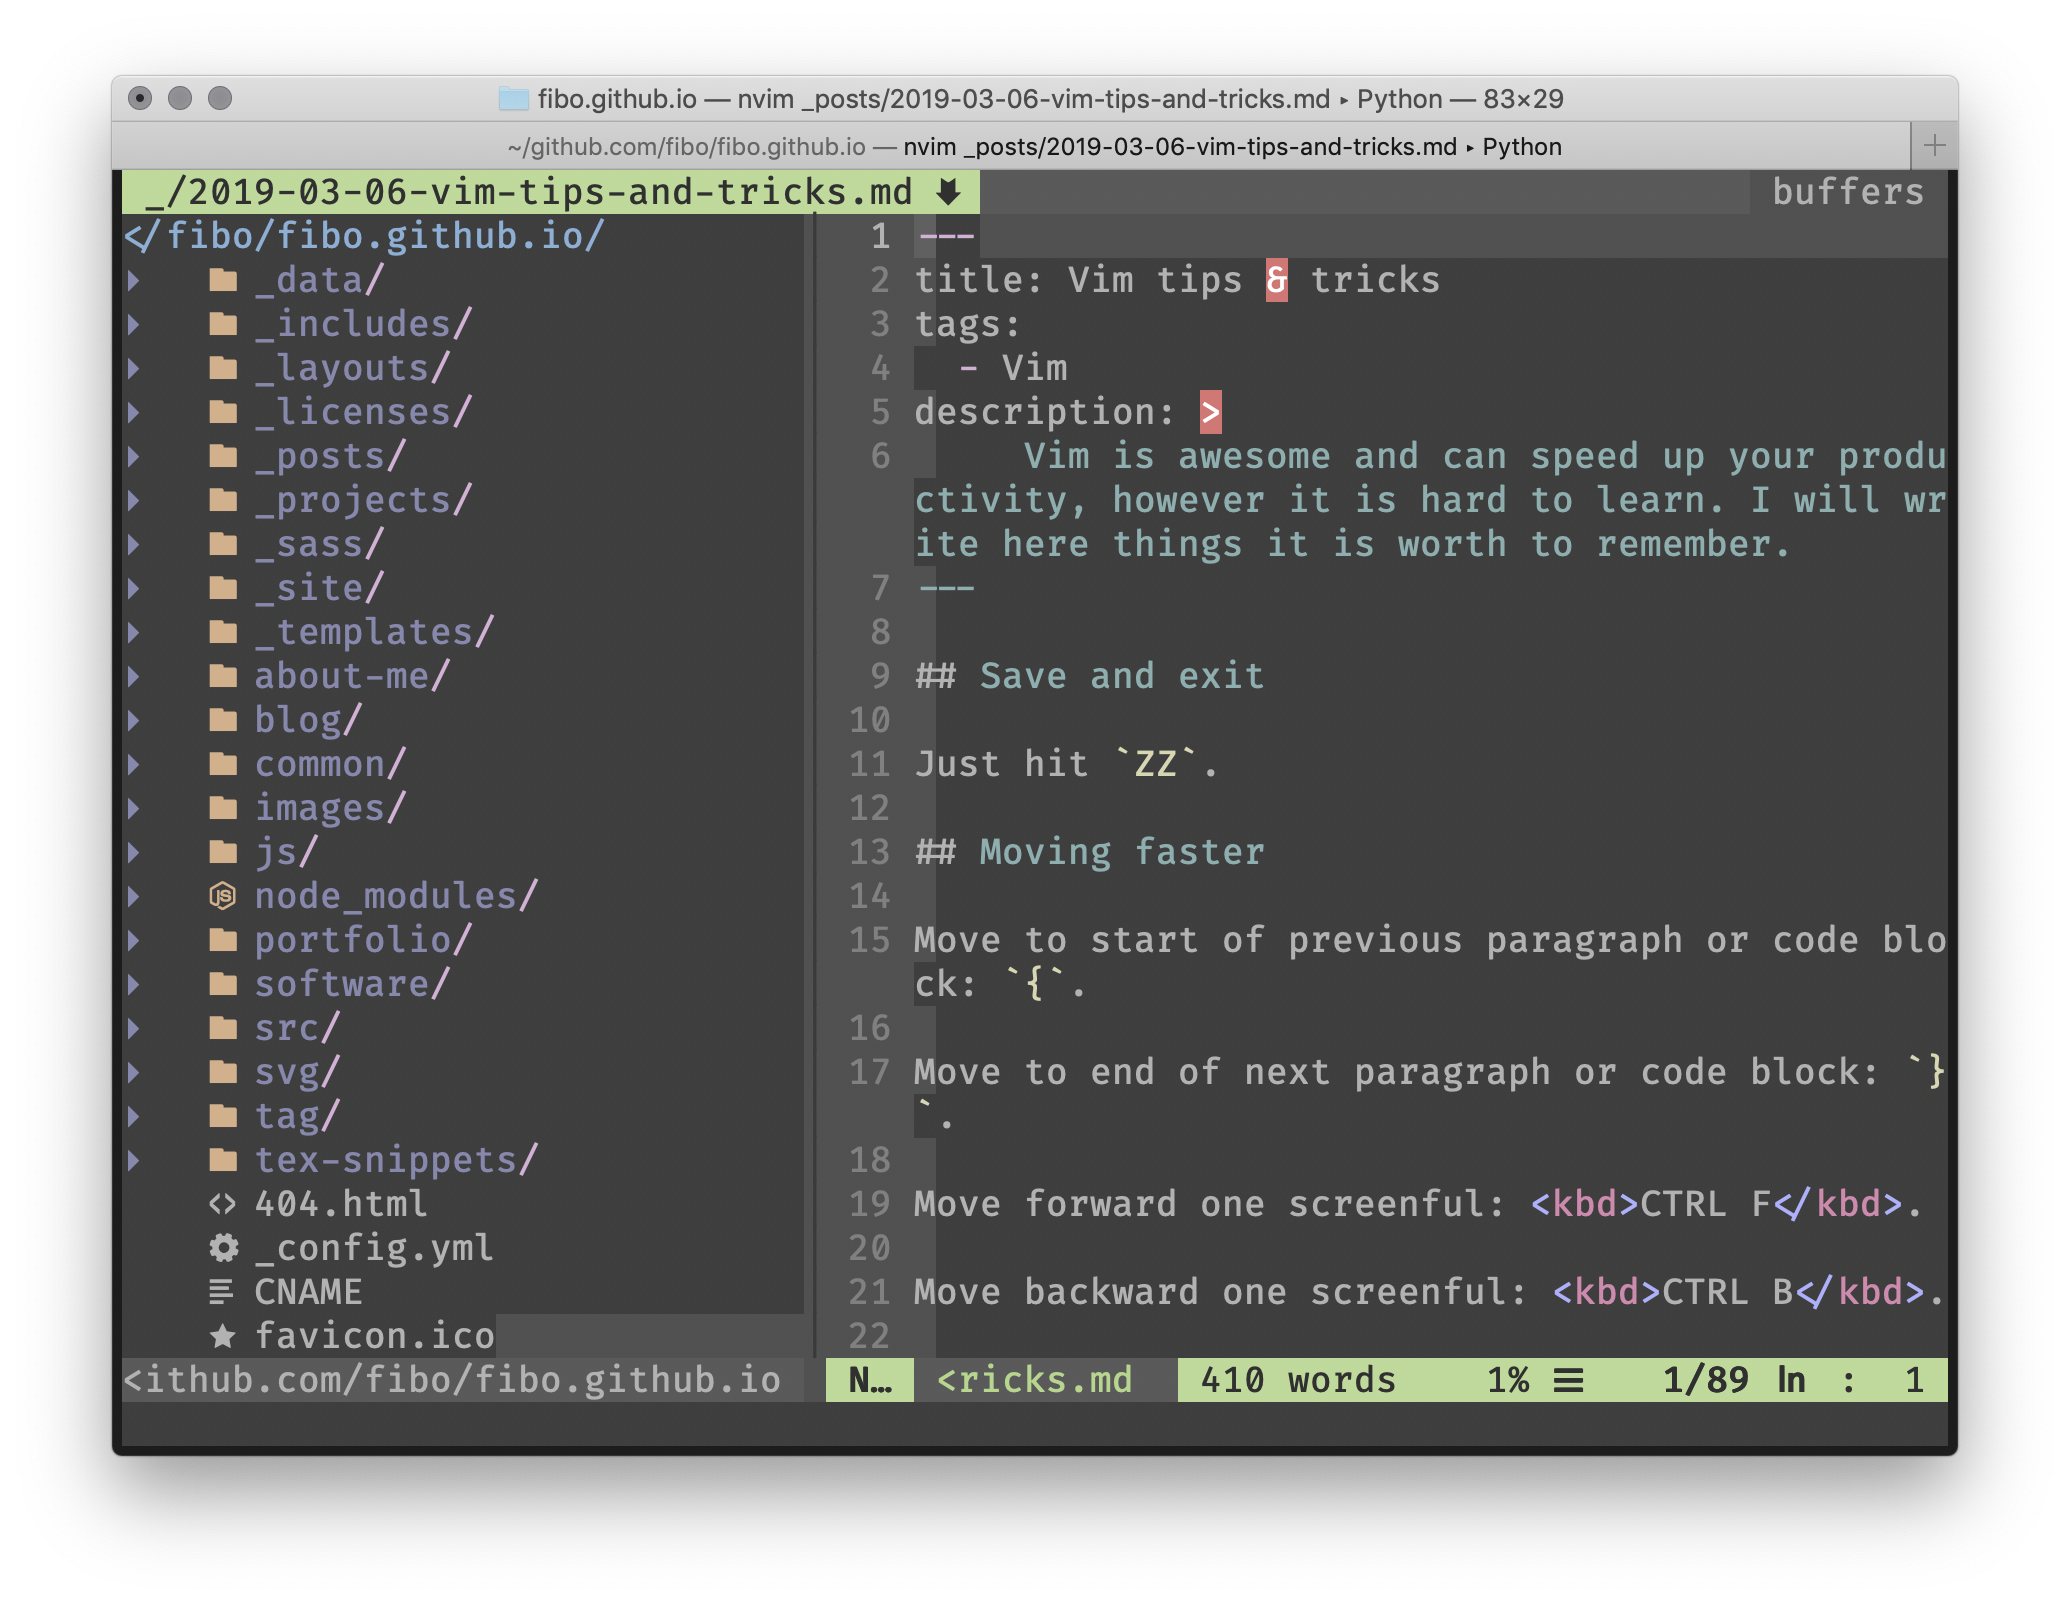 fibo.github.io — nvim _posts/2019-03-06-vim-tips-and-tricks.md ▸ Python — 83×29
~/github.com/fibo/fibo.github.io — nvim _posts/2019-03-06-vim-tips-and-tricks.md ▸ Python
_/2019-03-06-vim-tips-and-tricks.md
buffers
</fibo/fibo.github.io/
_data/
_includes/
_layouts/
_licenses/
_posts/
_projects/
_sass/
_site/
_templates/
about-me/
blog/
common/
images/
js/
node_modules/
portfolio/
software/
src/
svg/
tag/
tex-snippets/
404.html
_config.yml
CNAME
favicon.ico
<ithub.com/fibo/fibo.github.io
1 ---
2 title: Vim tips & tricks
3 tags:
4   - Vim
5 description: >
6      Vim is awesome and can speed up your produ
ctivity, however it is hard to learn. I will wr
ite here things it is worth to remember.
7 ---
8
9 ## Save and exit
10
11 Just hit `ZZ`.
12
13 ## Moving faster
14
15 Move to start of previous paragraph or code blo
ck: `{`.
16
17 Move to end of next paragraph or code block: `}
`.
18
19 Move forward one screenful: <kbd>CTRL F</kbd>.
20
21 Move backward one screenful: <kbd>CTRL B</kbd>.
22
N… <ricks.md 410 words 1% ☰ 1/89 ln : 1